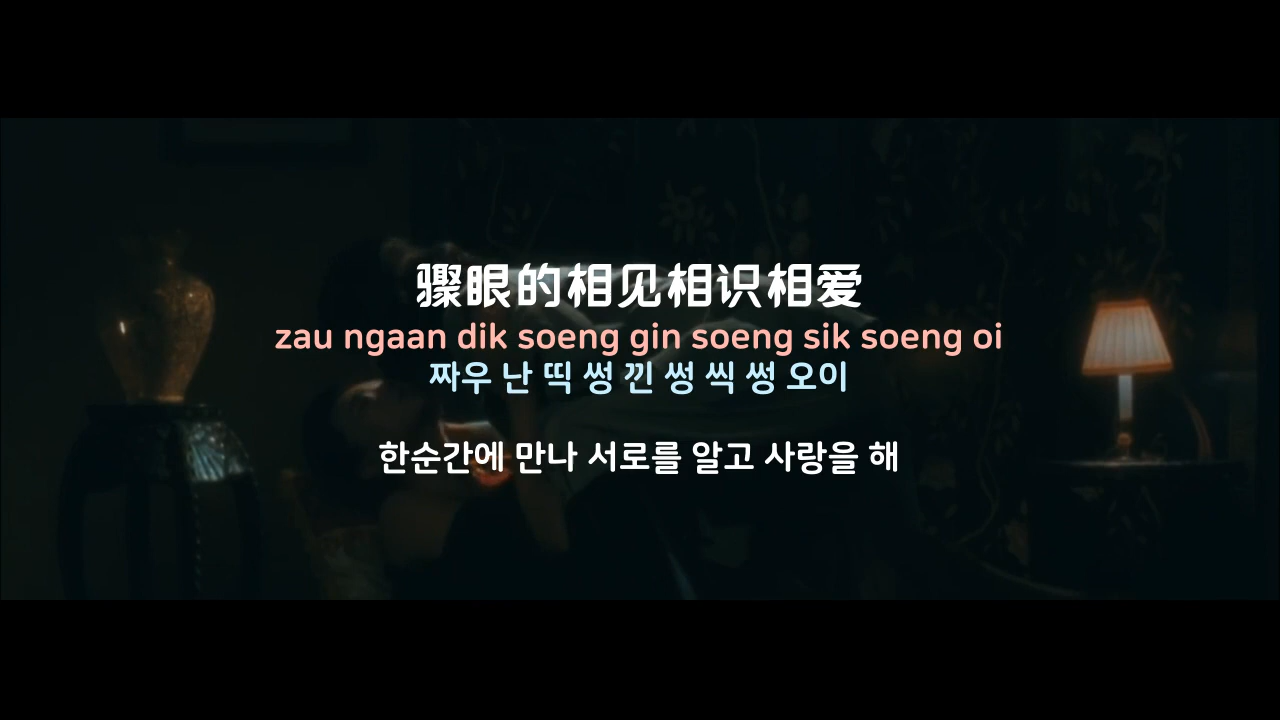 骤眼的相见相识相爱
zau ngaan dik soeng gin soeng sik soeng oi
짜우 난 띡 썽 낀 썽 씩 썽 오이
한순간에 만나 서로를 알고 사랑을 해